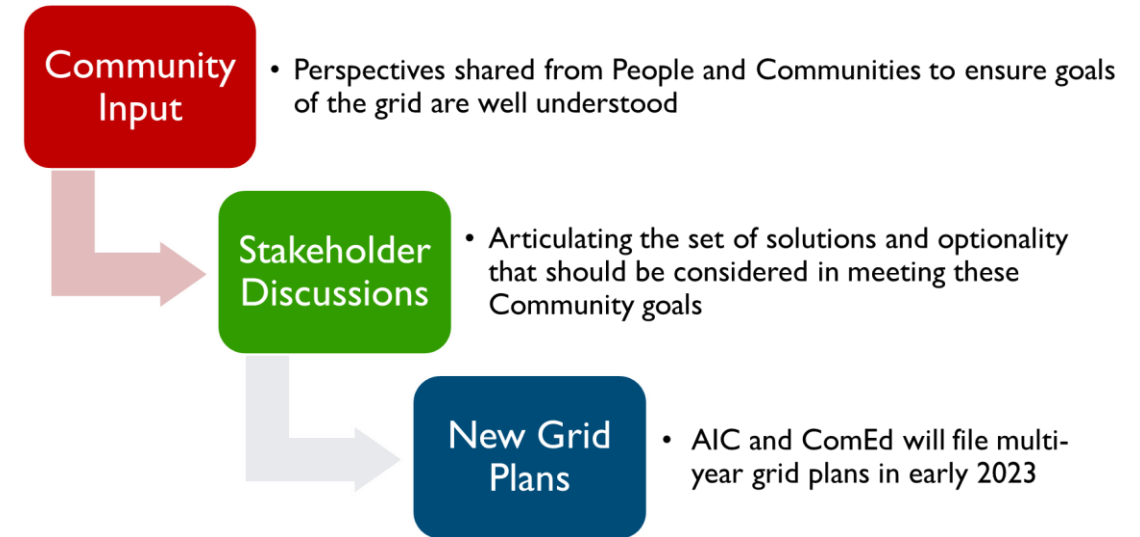 Community
Input
• Perspectives shared from People and Communities to ensure goals
of the grid are well understood
Stakeholder
Discussions
• Articulating the set of solutions and optionality
that should be considered in meeting these
Community goals
New Grid
Plans
• AIC and ComEd will file multi-
year grid plans in early 2023